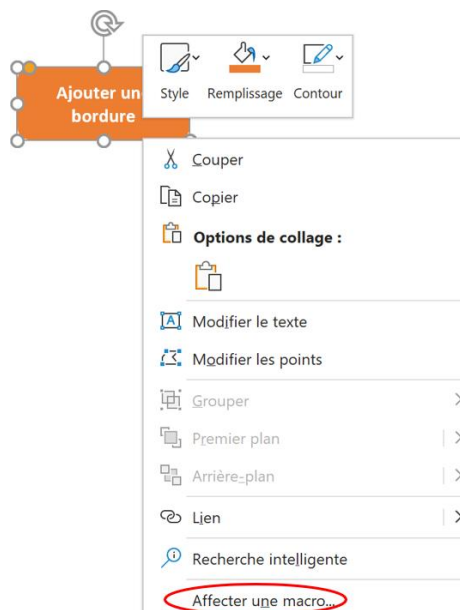 Style
Remplissage
Contour
Ajouter un
bordure
Couper
Copier
Options de collage :
Modifier le texte
Modifier les points
Grouper
Premier plan
Arrière-plan
Lien
Recherche intelligente
Affecter une macro...